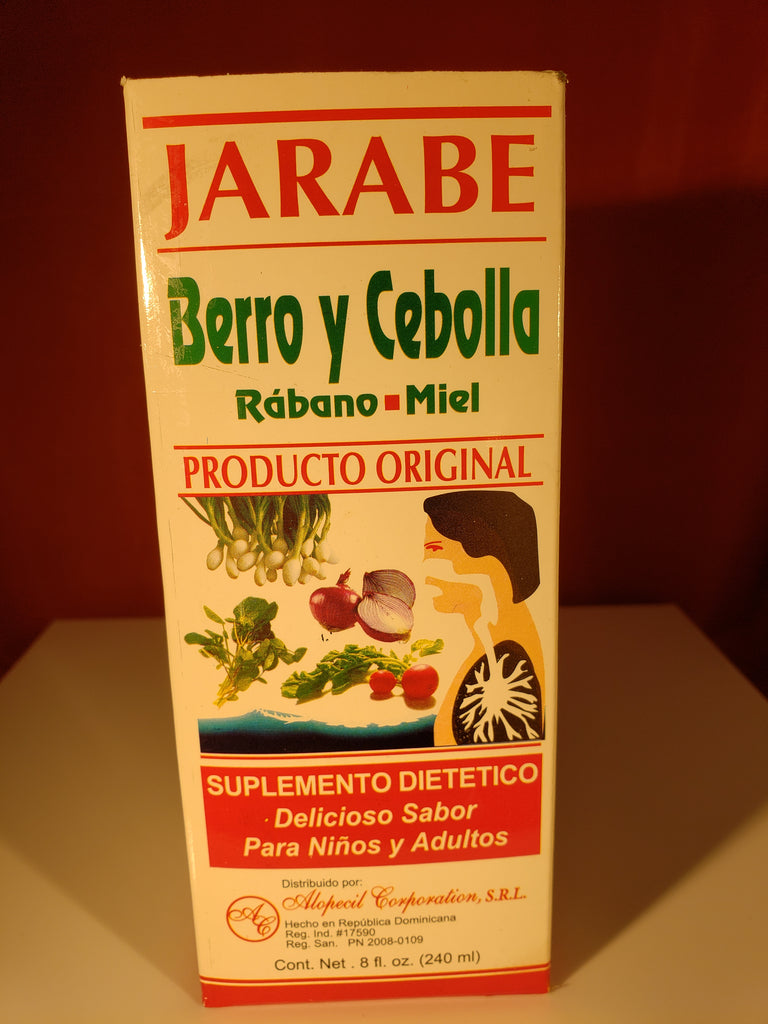 JARABE
Berro y Cebolla
Rábano ■ Miel
PRODUCTO ORIGINAL
SUPLEMENTO DIETETICO
Delicioso Sabor
Para Niños y Adultos
Distribuido por:
Alopecil Corporation, S.R.L.
AC
Hecho en República Dominicana
Reg. Ind. #17590
Reg. San. PN 2008-0109
Cont. Net . 8 fl. oz. (240 ml)